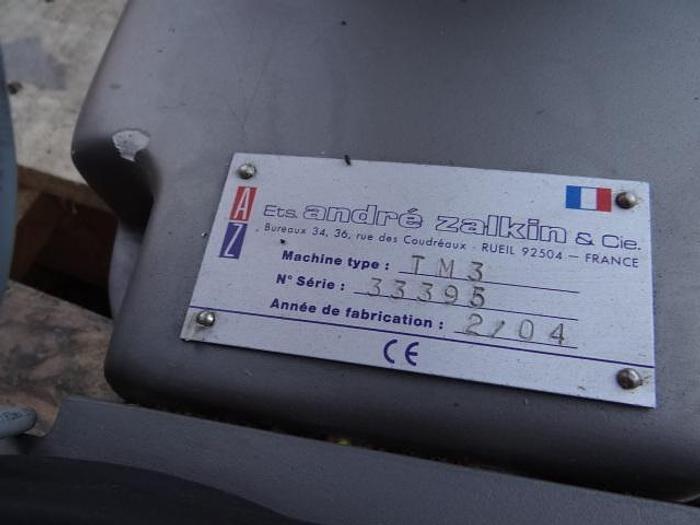 AZ
Ets. andré zalkin & Cie.
Bureaux 34, 36, rue des Coudréaux - RUEIL 92504 — FRANCE
Machine type : TM3
N° Série : 33395
Année de fabrication : 2/04
CE